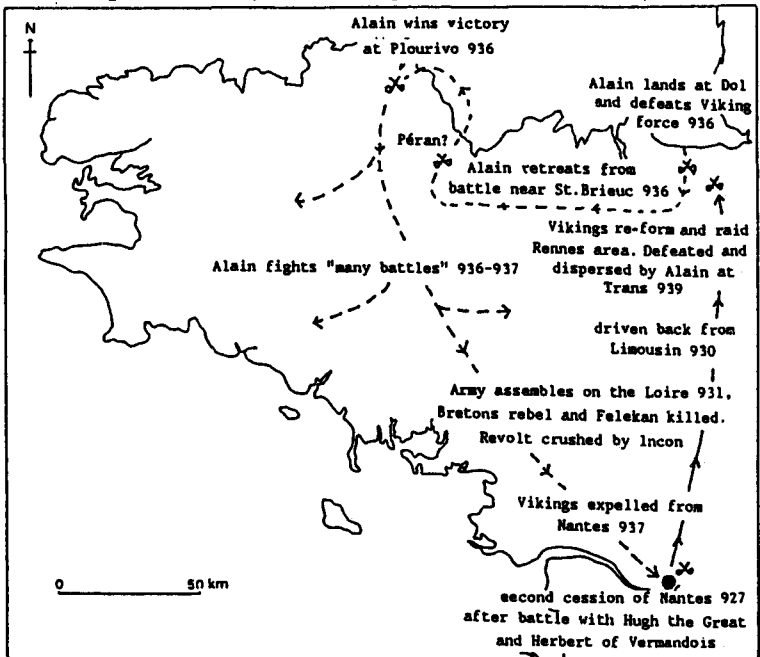 N
Alain wins victory
at Plourivo 936
Alain lands at Dol
and defeats Viking
force 936
Péran?
Alain retreats from
battle near St.Brieuc 936
Vikings re-form and raid
Rennes area. Defeated and
dispersed by Alain at
Trans 939
Alain fights "many battles" 936-937
driven back from
Limousin 930
Army assembles on the Loire 931,
Bretons rebel and Felekan killed.
Revolt crushed by Incon
Vikings expelled from
Nantes 937
0 50 km
second cession of Nantes 927
after battle with Hugh the Great
and Herbert of Vermandois